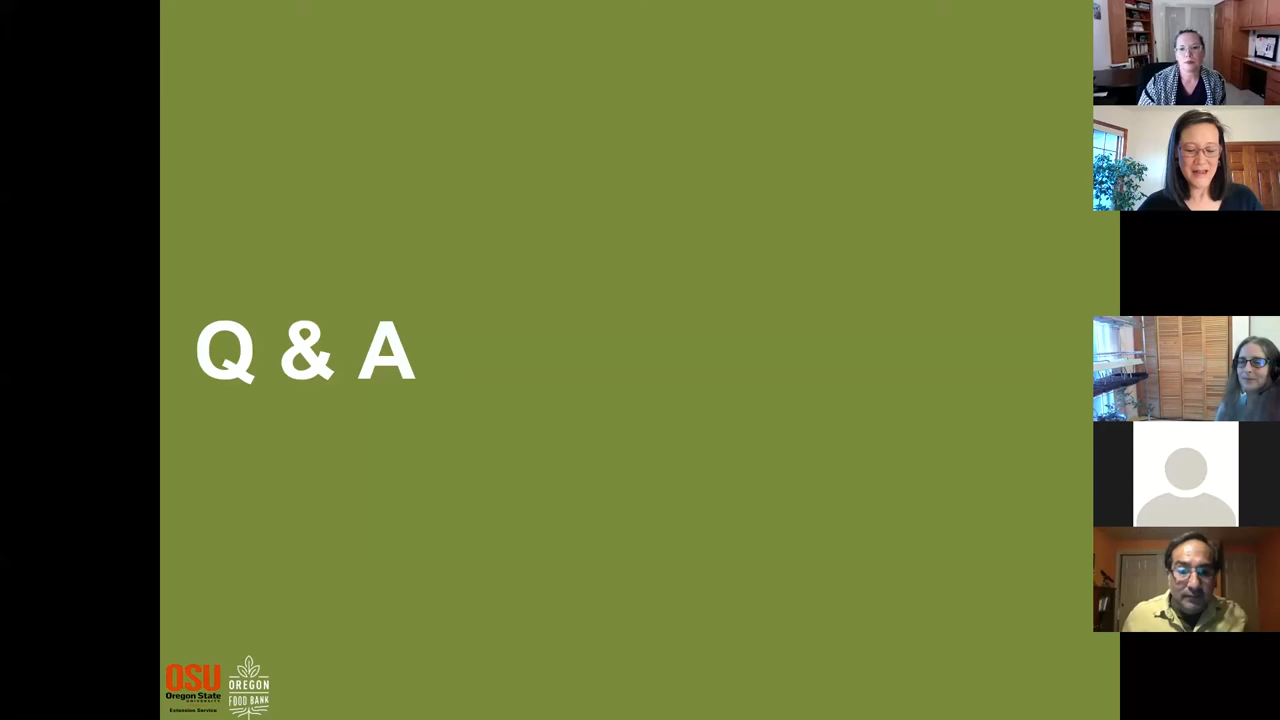 Q & A
OSU
Oregon State
UNIVERSITY
Extension Service
OREGON
FOOD BANK